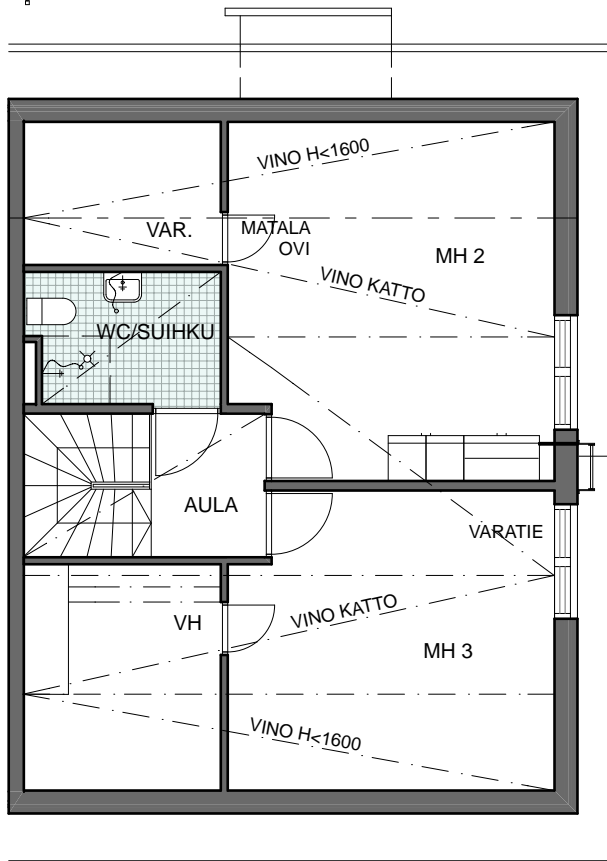 VINO H<1600
VAR.
MATALA
OVI
MH 2
VINO KATTO
WC/SUIHKU
AULA
VARATIE
VINO KATTO
VH
MH 3
VINO H<1600